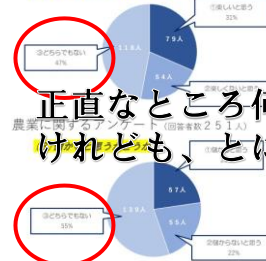 ①楽しいと思う
31%
79人
③どちらでもない
47%
118人
54人
正直なところ何
農業に関するアンケート(回答者数251人)
けれども、とに
57人
③どちらでもない
55%
139人
55人
②儲からないと思う
22%